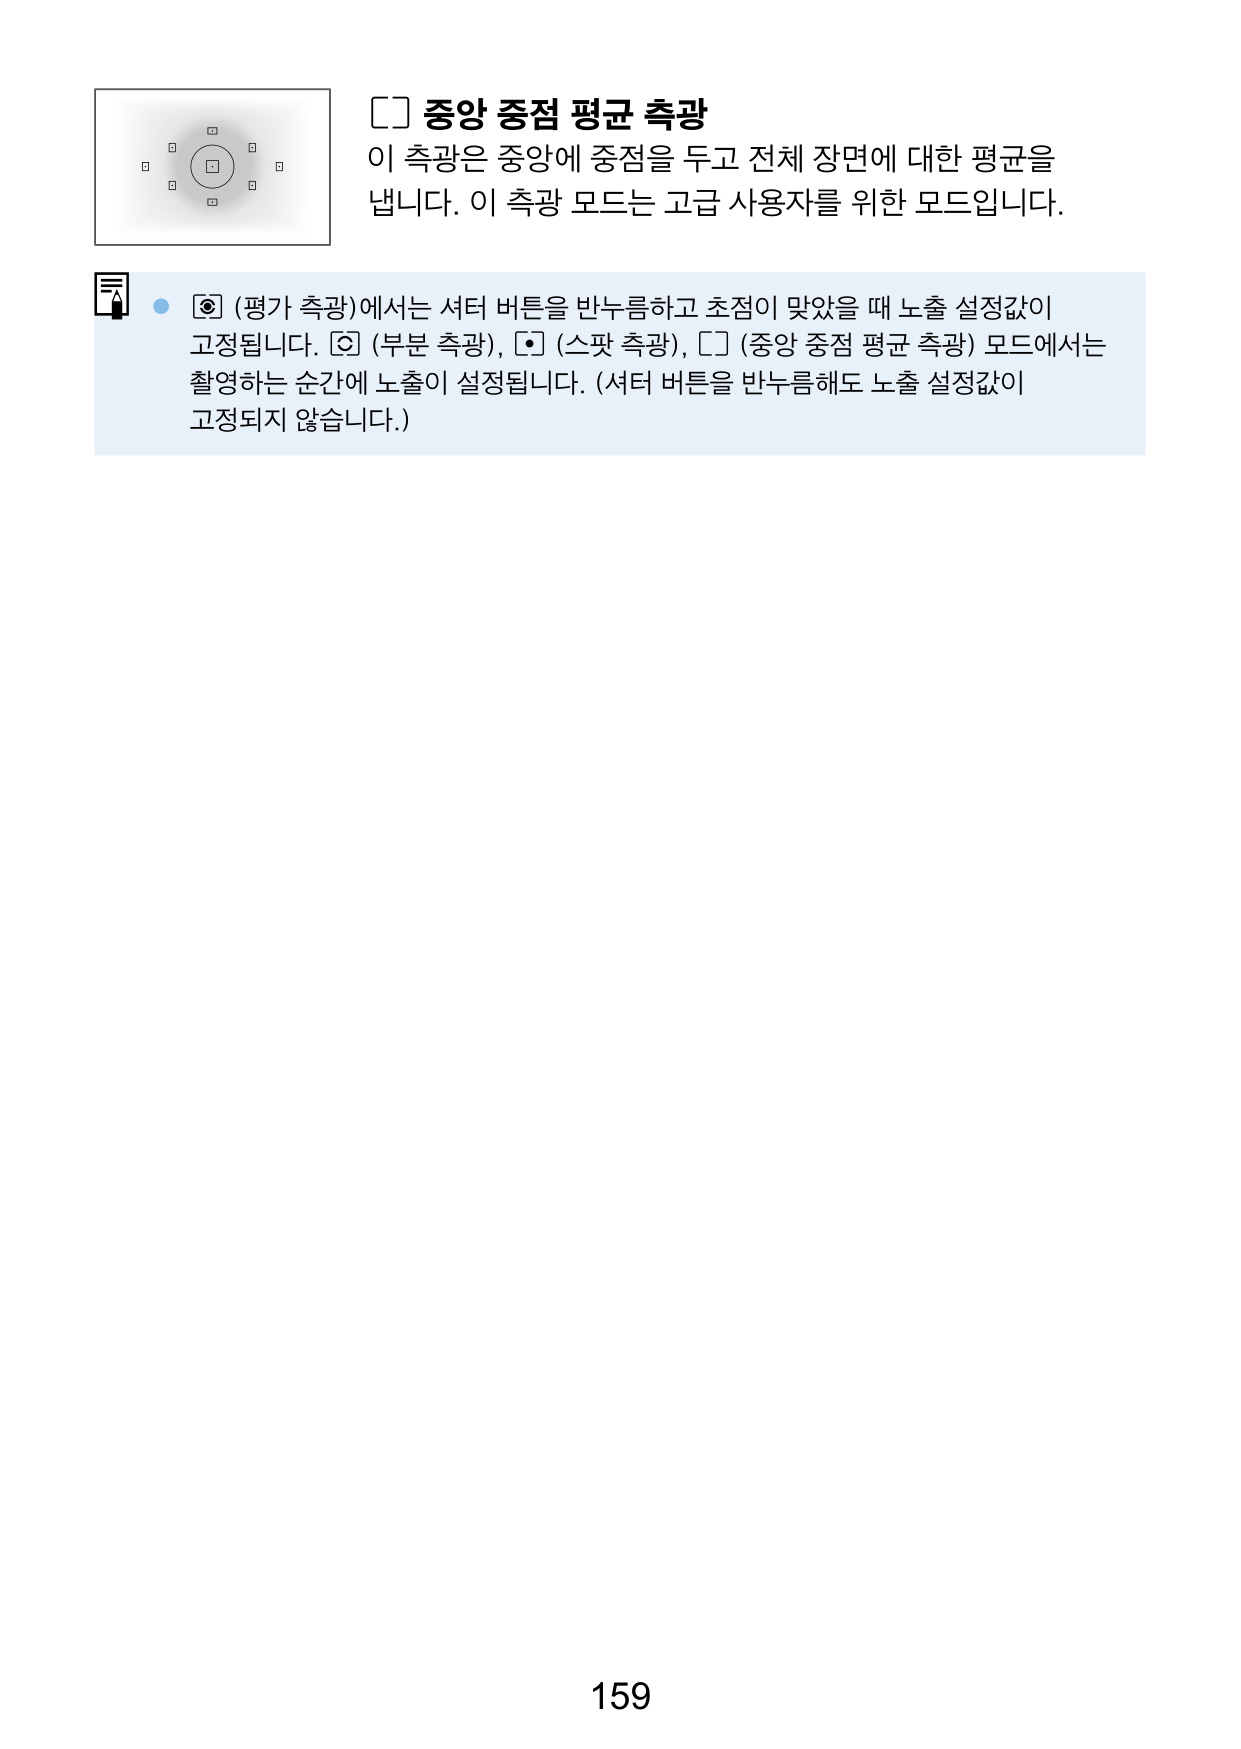 중앙 중점 평균 측광
이 측광은 중앙에 중점을 두고 전체 장면에 대한 평균을
냅니다. 이 측광 모드는 고급 사용자를 위한 모드입니다.
● (평가 측광)에서는 셔터 버튼을 반누름하고 초점이 맞았을 때 노출 설정값이
고정됩니다. (부분 측광), (스팟 측광), (중앙 중점 평균 측광) 모드에서는
촬영하는 순간에 노출이 설정됩니다. (셔터 버튼을 반누름해도 노출 설정값이
고정되지 않습니다.)
159